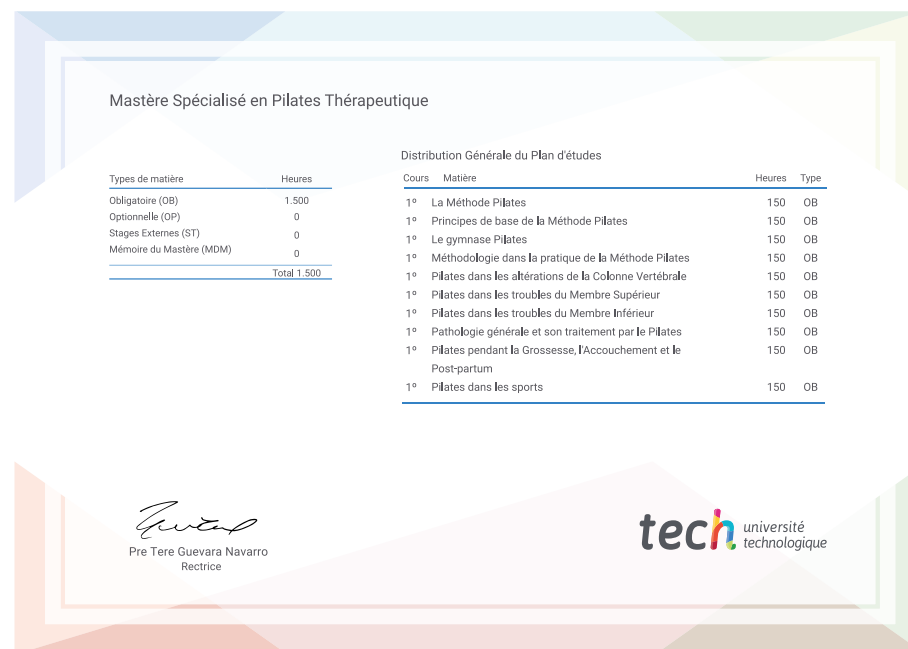 Mastère Spécialisé en Pilates Thérapeutique
Types de matière Heures
Obligatoire (OB) 1.500
Optionnelle (OP) 0
Stages Externes (ST) 0
Mémoire du Mastère (MDM) 0
Total 1.500
Distribution Générale du Plan d'études
Cours Matière Heures Type
1º La Méthode Pilates 150 OB
1º Principes de base de la Méthode Pilates 150 OB
1º Le gymnase Pilates 150 OB
1º Méthodologie dans la pratique de la Méthode Pilates 150 OB
1º Pilates dans les altérations de la Colonne Vertébrale 150 OB
1º Pilates dans les troubles du Membre Supérieur 150 OB
1º Pilates dans les troubles du Membre Inférieur 150 OB
1º Pathologie générale et son traitement par le Pilates 150 OB
1º Pilates pendant la Grossesse, l'Accouchement et le 150 OB
Post-partum
1º Pilates dans les sports 150 OB
Pre Tere Guevara Navarro
Rectrice
tech université
technologique